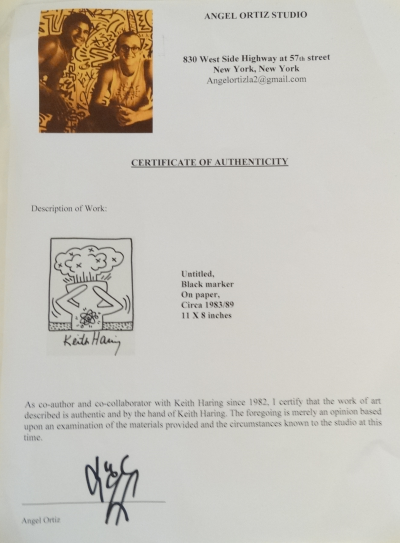 ANGEL ORTIZ STUDIO
830 West Side Highway at 57th street
New York, New York
Angelortizla2@gmail.com
CERTIFICATE OF AUTHENTICITY
Description of Work:
Untitled,
Black marker
On paper,
Circa 1983/89
11 X 8 inches
Keith Haring
As co-author and co-collaborator with Keith Haring since 1982, I certify that the work of art
described is authentic and by the hand of Keith Haring. The foregoing is merely an opinion based
upon an examination of the materials provided and the circumstances known to the studio at this
time.
Angel Ortiz